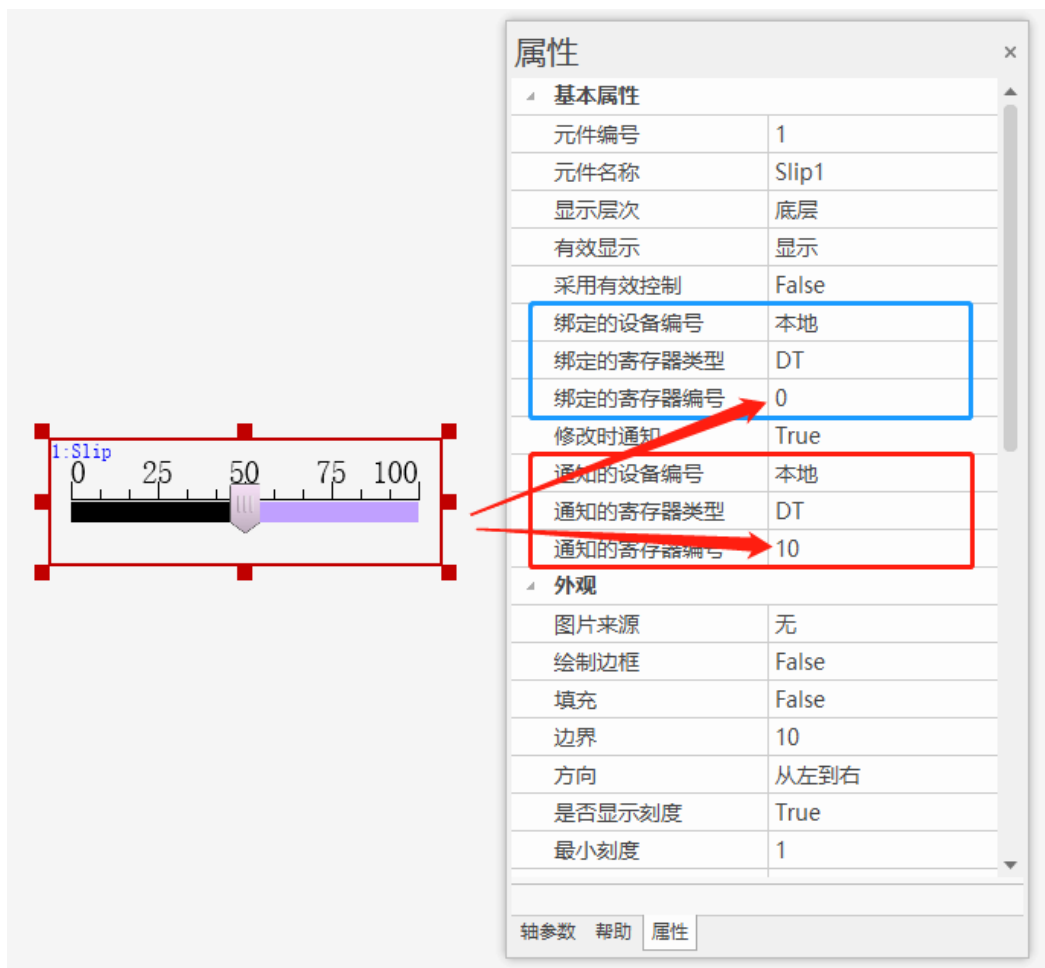 属性 ×
基本属性
元件编号 1
元件名称 Slip1
显示层次 底层
有效显示 显示
采用有效控制 False
绑定的设备编号 本地
绑定的寄存器类型 DT
绑定的寄存器编号 0
修改时通知 True
通知的设备编号 本地
通知的寄存器类型 DT
通知的寄存器编号 10
外观
图片来源 无
绘制边框 False
填充 False
边界 10
方向 从左到右
是否显示刻度 True
最小刻度 1
轴参数 帮助 属性
1:Slip
0 25 50 75 100